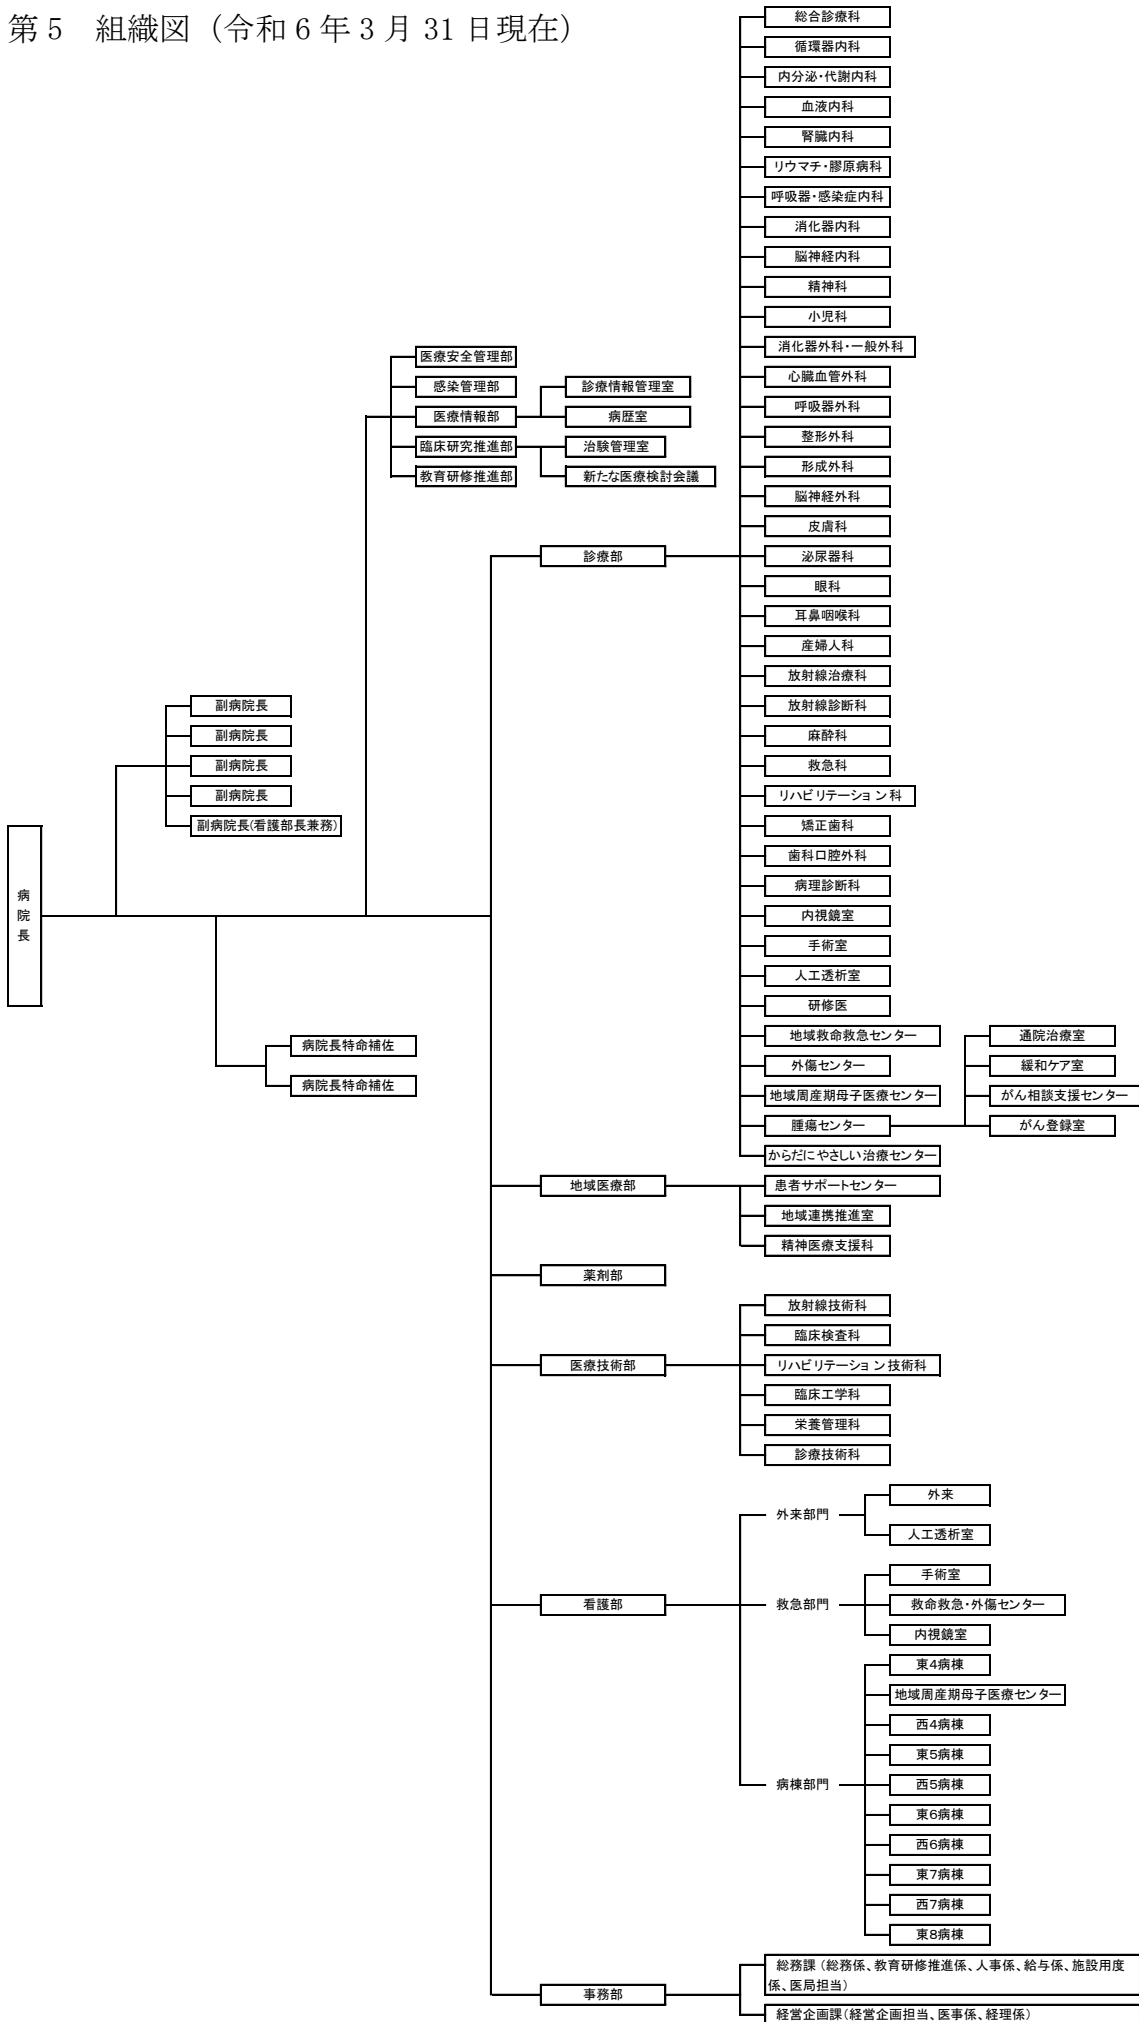 第５　組織図（令和６年３月31日現在）
病院長
副病院長
副病院長
副病院長
副病院長
副病院長(看護部長兼務)
病院長特命補佐
病院長特命補佐
医療安全管理部
感染管理部
医療情報部
診療情報管理室
病歴室
臨床研究推進部
治験管理室
新たな医療検討会議
教育研修推進部
診療部
総合診療科
循環器内科
内分泌・代謝内科
血液内科
腎臓内科
リウマチ・膠原病科
呼吸器・感染症内科
消化器内科
脳神経内科
精神科
小児科
消化器外科・一般外科
心臓血管外科
呼吸器外科
整形外科
形成外科
脳神経外科
皮膚科
泌尿器科
眼科
耳鼻咽喉科
産婦人科
放射線治療科
放射線診断科
麻酔科
救急科
リハビリテーション科
矯正歯科
歯科口腔外科
病理診断科
内視鏡室
手術室
人工透析室
研修医
地域救命救急センター
外傷センター
地域周産期母子医療センター
腫瘍センター
通院治療室
緩和ケア室
がん相談支援センター
がん登録室
からだにやさしい治療センター
地域医療部
患者サポートセンター
地域連携推進室
精神医療支援科
薬剤部
医療技術部
放射線技術科
臨床検査科
リハビリテーション技術科
臨床工学科
栄養管理科
診療技術科
看護部
外来部門
外来
人工透析室
救急部門
手術室
救命救急・外傷センター
内視鏡室
病棟部門
東4病棟
地域周産期母子医療センター
西4病棟
東5病棟
西5病棟
東6病棟
西6病棟
東7病棟
西7病棟
東8病棟
事務部
総務課（総務係、教育研修推進係、人事係、給与係、施設用度
係、医局担当）
経営企画課（経営企画担当、医事係、経理係）